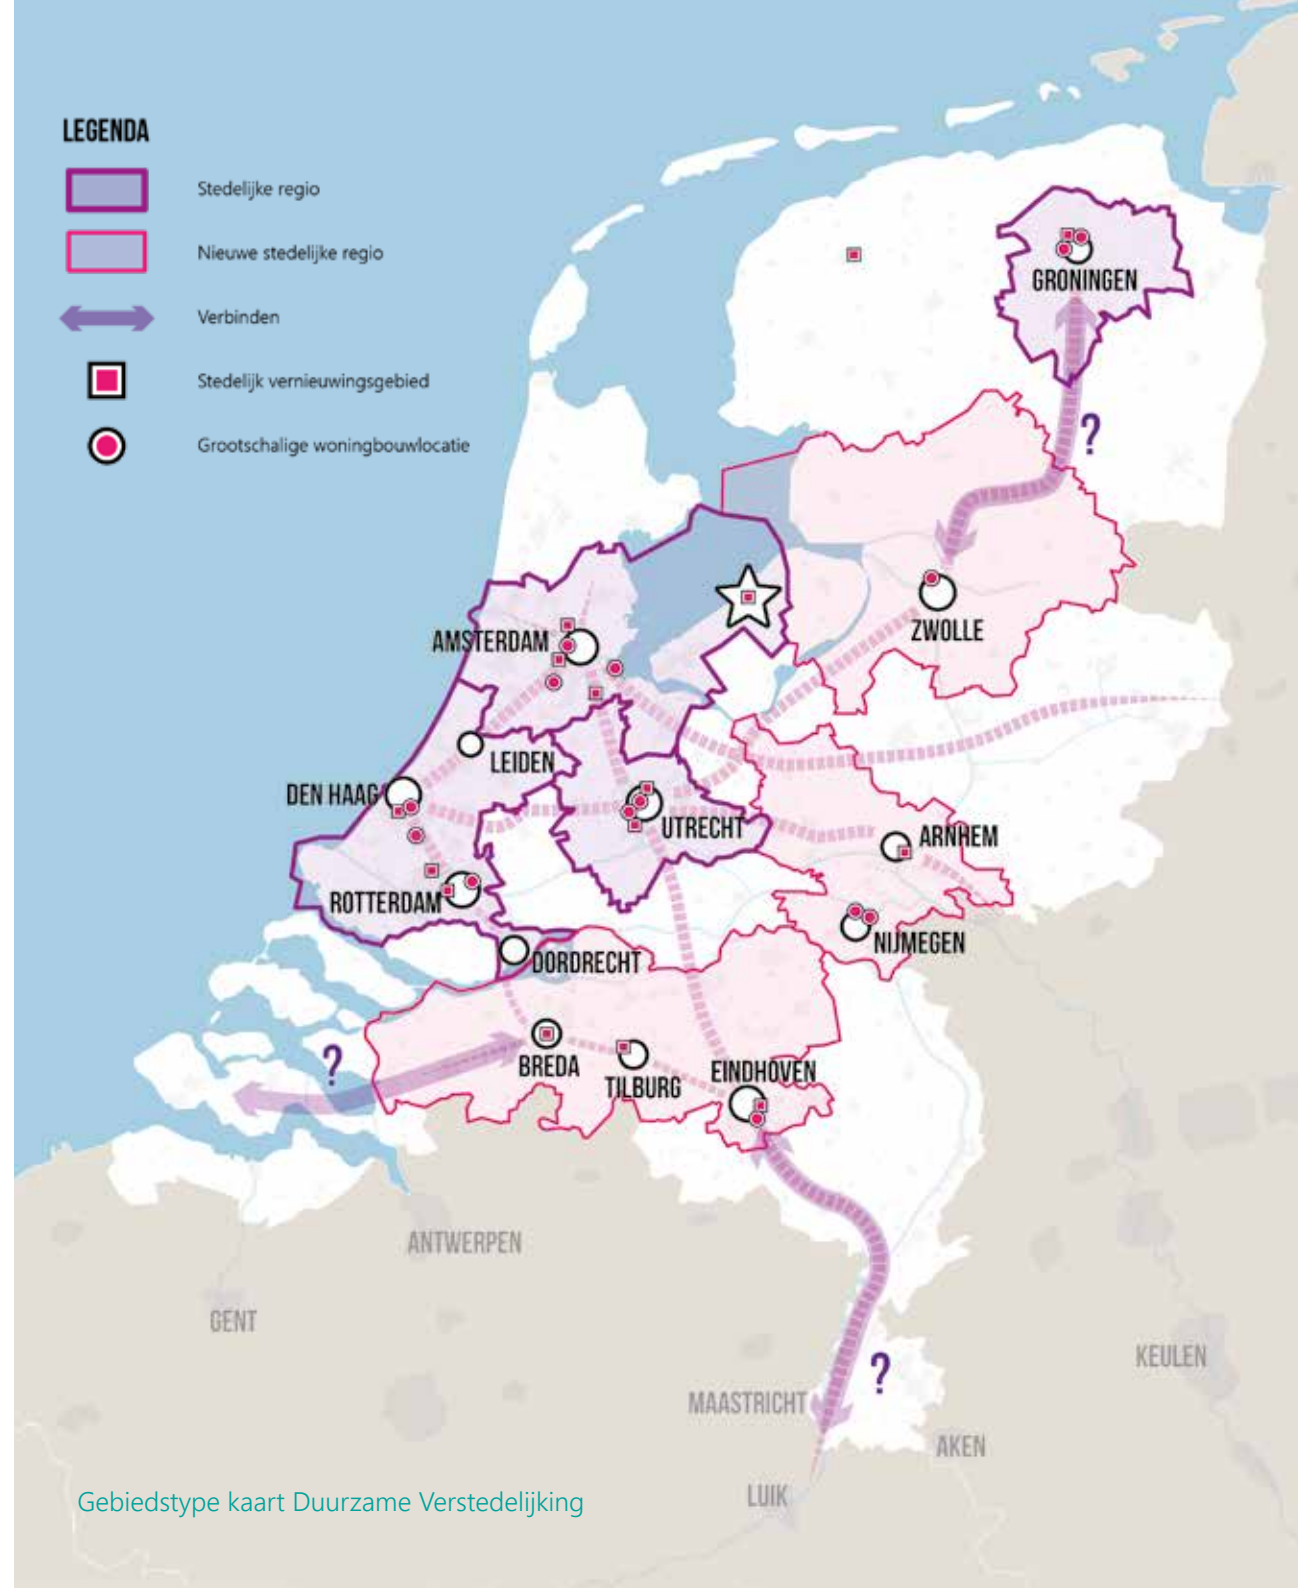 LEGENDA
Stedelijke regio
Nieuwe stedelijke regio
Verbinden
Stedelijk vernieuwingsgebied
Grootschalige woningbouwlocatie
GRONINGEN
?
ZWOLLE
AMSTERDAM
LEIDEN
DEN HAAG
UTRECHT
ARNHEM
ROTTERDAM
NIJMEGEN
DORDRECHT
?
BREDA
TILBURG
EINDHOVEN
ANTWERPEN
GENT
?
KEULEN
MAASTRICHT
AKEN
LUIK
Gebiedstype kaart Duurzame Verstedelijking